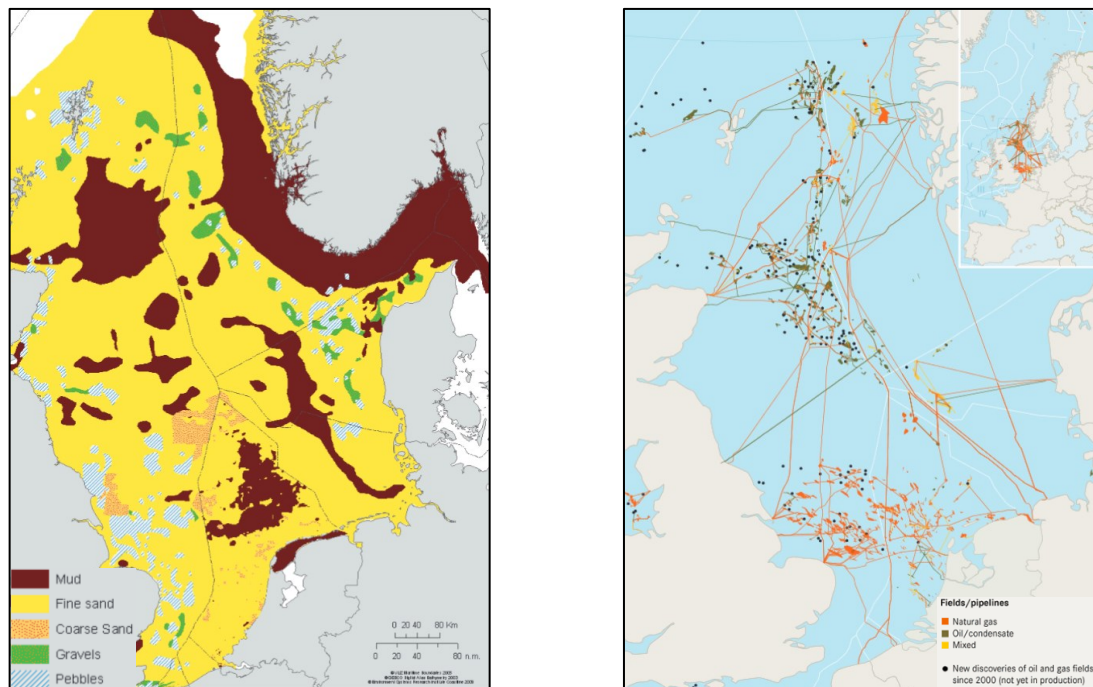 Mud
Fine sand
Coarse Sand
Gravels
Pebbles
0 20 40 80 Km
0 20 40 80 n.m.
Fields/pipelines
Natural gas
Oil/condensate
Mixed
New discoveries of oil and gas fields
since 2000 (not yet in production)